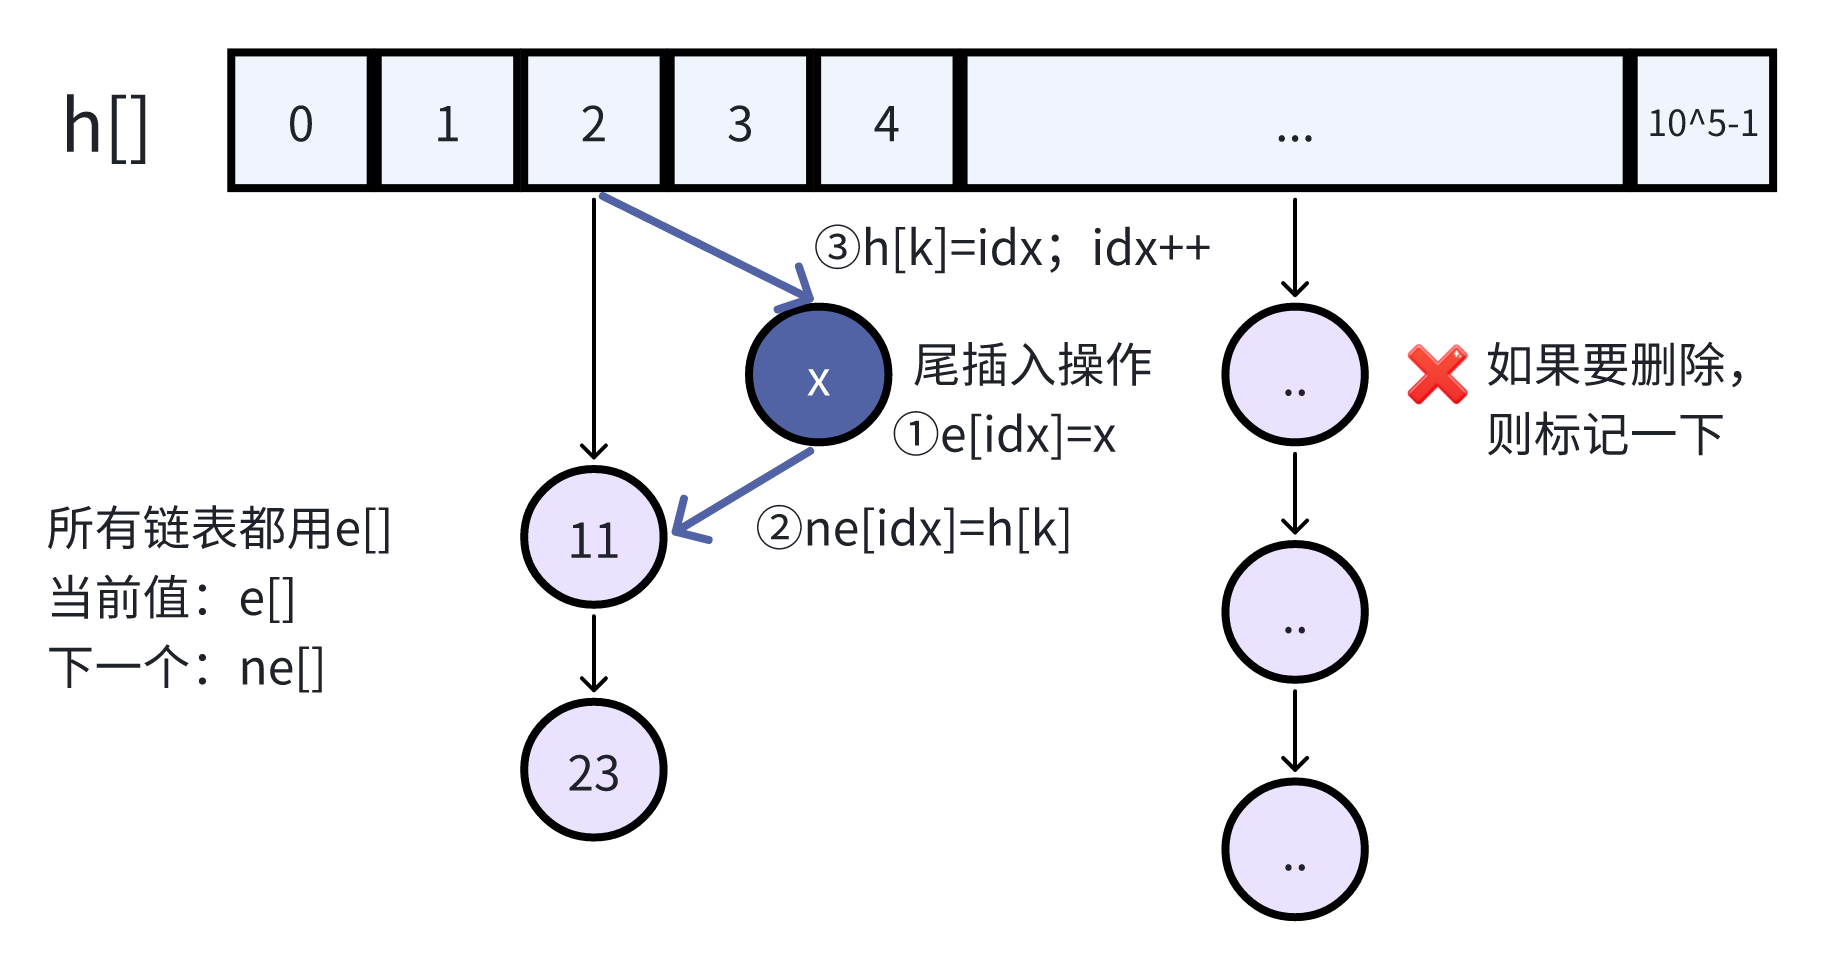 h[]
0
1
2
3
4
...
10^5-1
③h[k]=idx；idx++
x
尾插入操作
①e[idx]=x
②ne[idx]=h[k]
11
23
所有链表都用e[]
当前值：e[]
下一个：ne[]
..
..
..
❌ 如果要删除，
则标记一下